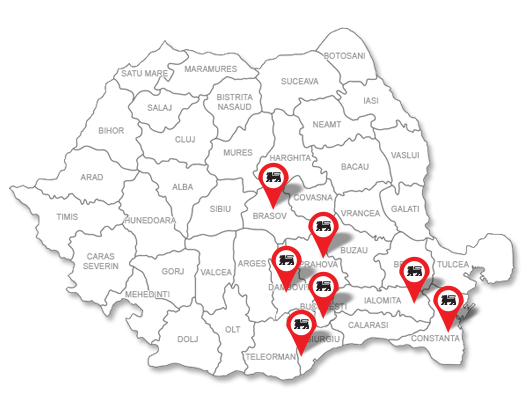 BOTOSANI
SATU MARE
MARAMURES
SUCEAVA
BISTRITA
NASAUD
IASI
SALAJ
NEAMT
BIHOR
CLUJ
MURES
HARGHITA
VASLUI
BACAU
ARAD
ALBA
COVASNA
TIMIS
HUNEDOARA
SIBIU
BRASOV
VRANCEA
GALATI
CARAS
SEVERIN
GORJ
VALCEA
ARGES
PRAHOVA
BUZAU
TULCEA
MEHEDINTI
IALOMITA
DOLJ
OLT
CALARASI
CONSTANTA
TELEORMAN